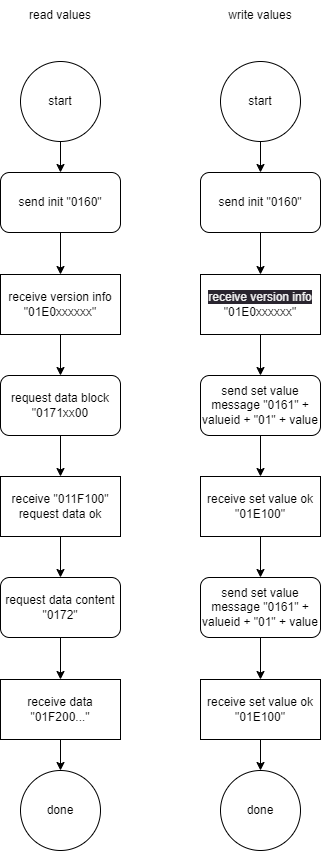 read values
start
send init "0160"
receive version info
"01E0xxxxxx"
request data block
"0171xx00
receive "011F100"
request data ok
request data content
"0172"
receive data
"01F200..."
done
write values
start
send init "0160"
receive version info
"01E0xxxxxx"
send set value
message "0161" +
valueid + "01" + value
receive set value ok
"01E100"
send set value
message "0161" +
valueid + "01" + value
receive set value ok
"01E100"
done